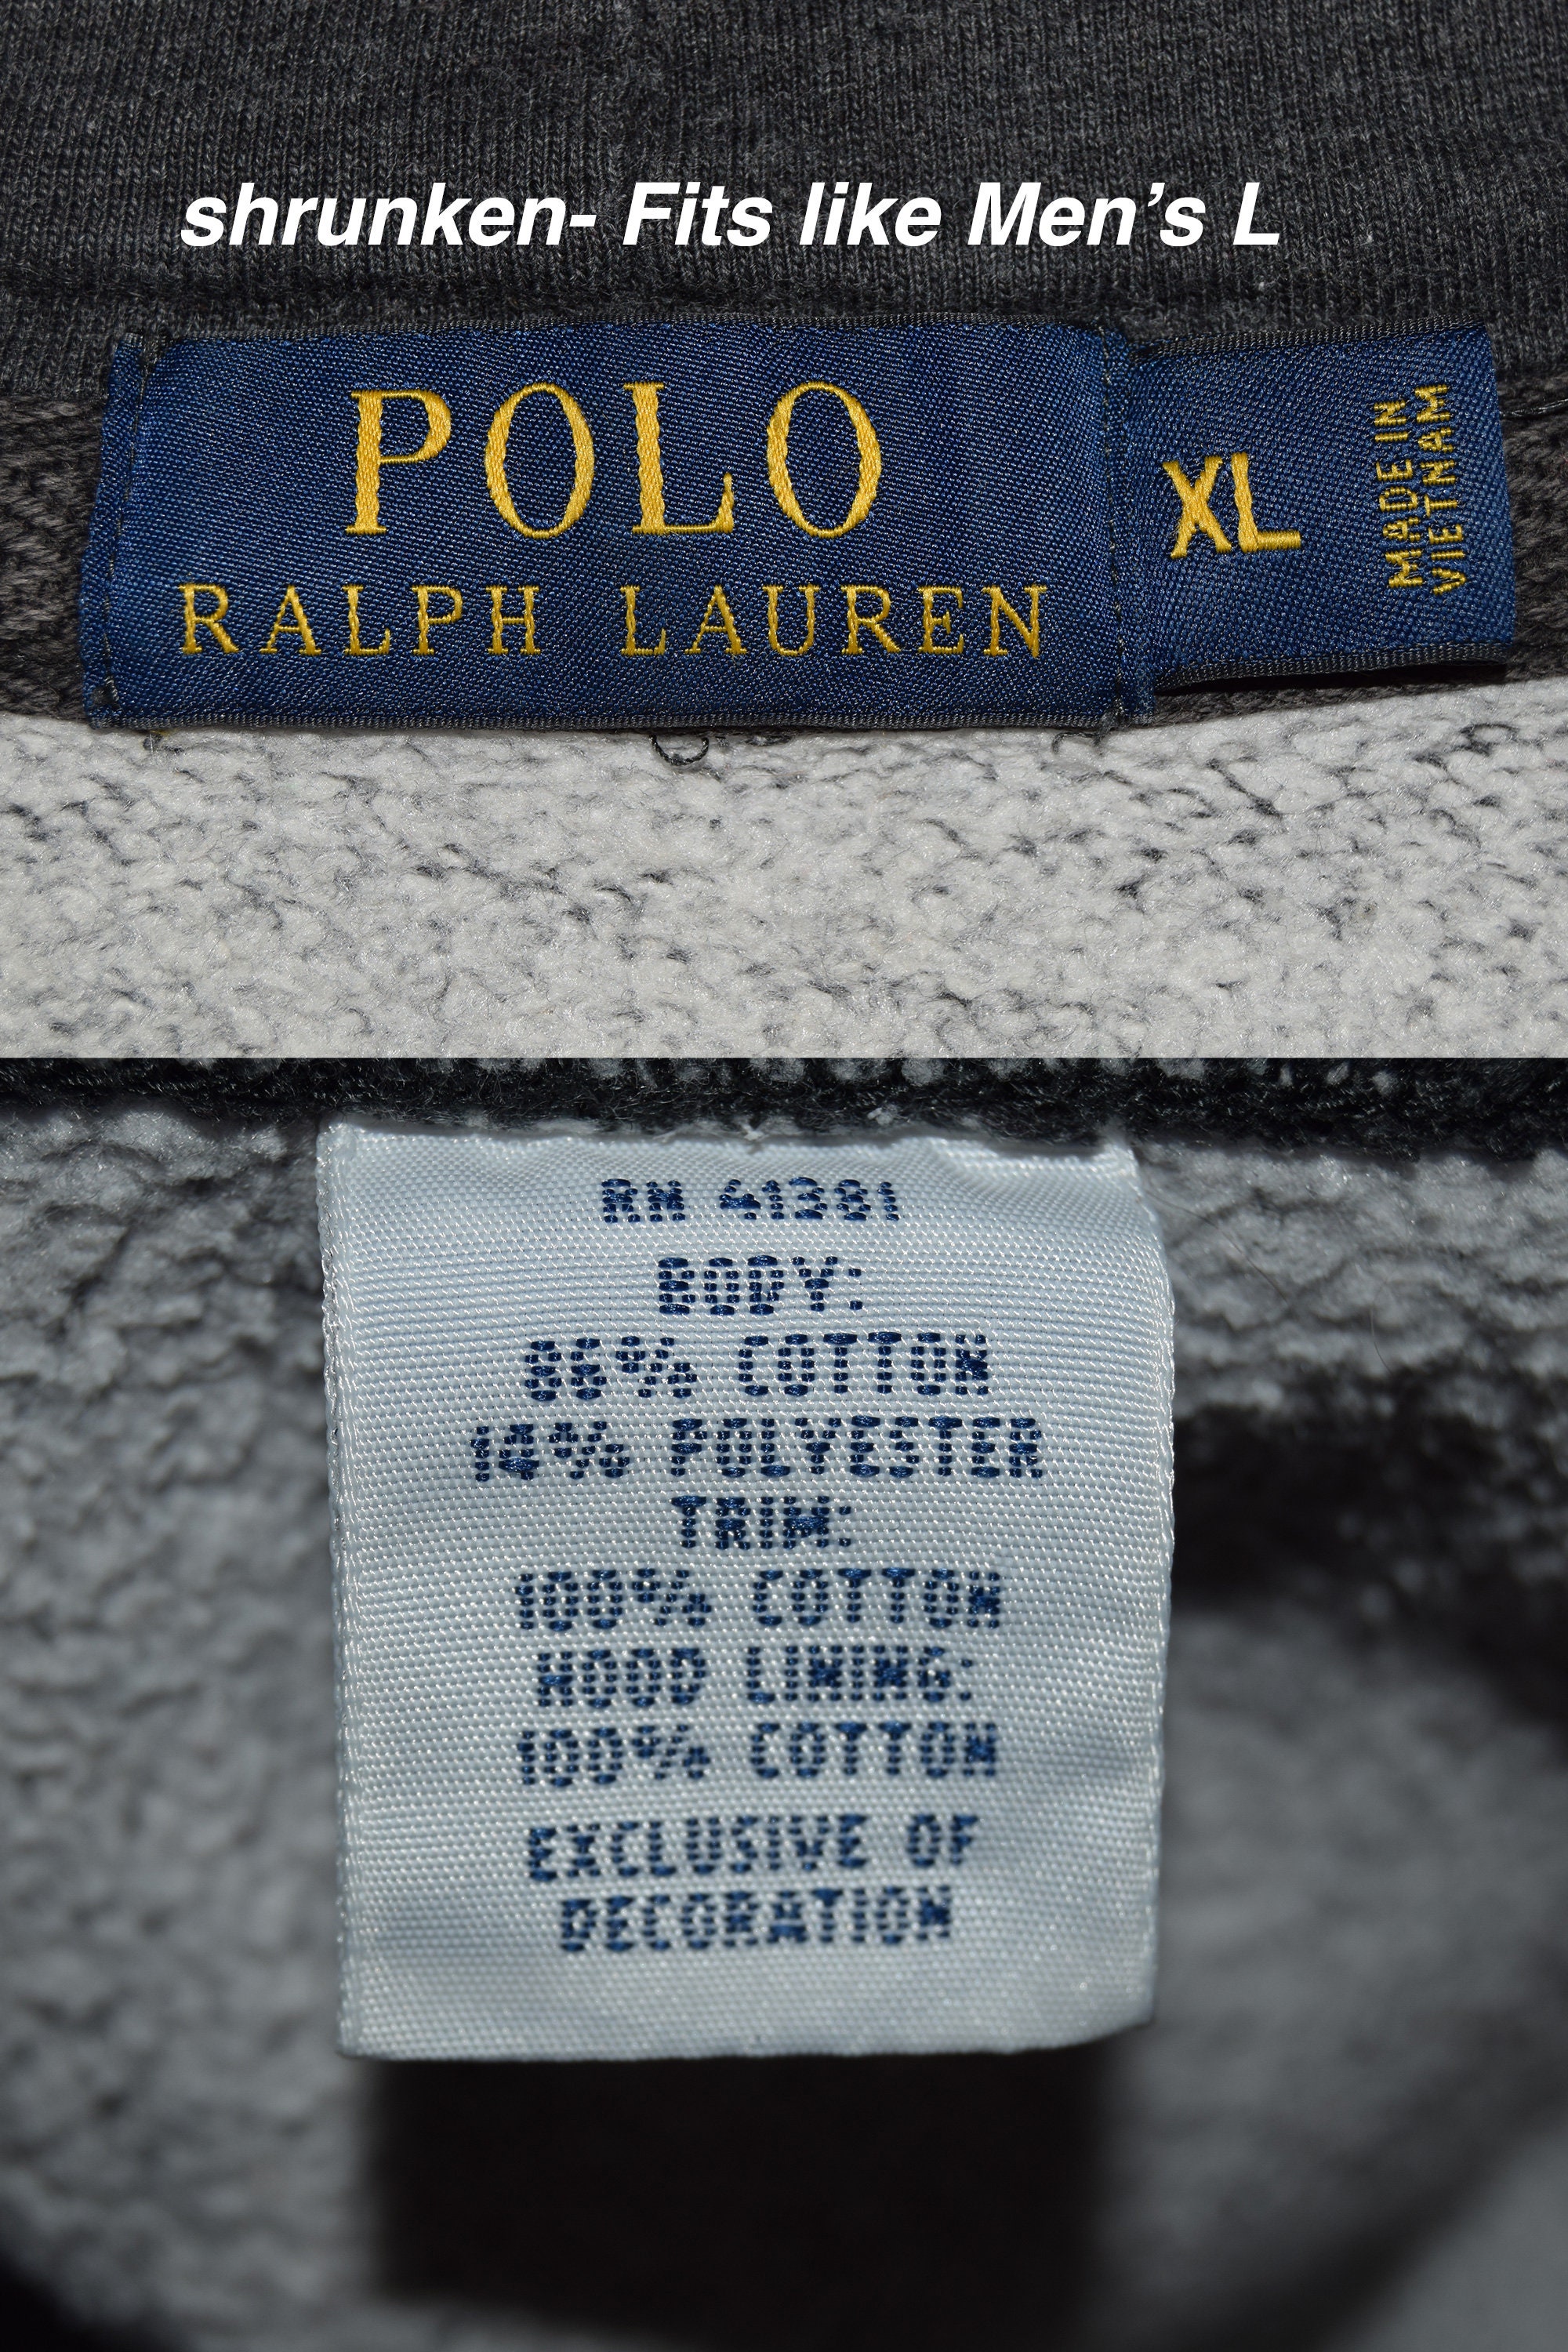 shrunken- Fits like Men’s L
POLO
RALPH LAUREN
XL
MADE IN
VIETNAM
RN 41381
BODY:
86% COTTON
14% POLYESTER
TRIM:
100% COTTON
HOOD LINING:
100% COTTON
EXCLUSIVE OF
DECORATION